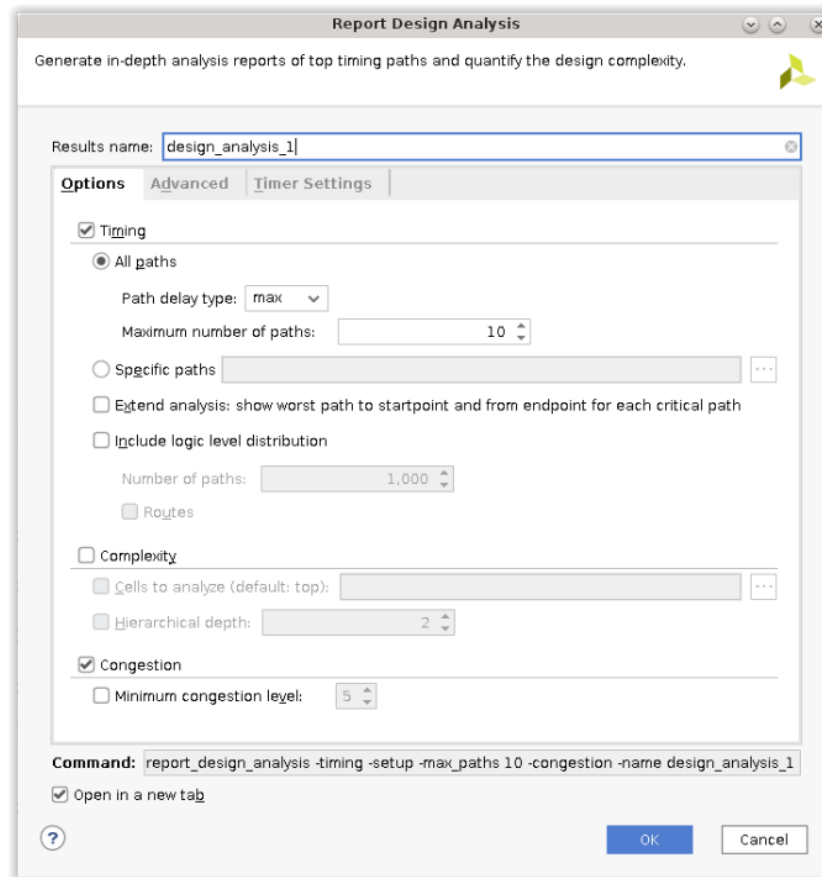 Report Design Analysis
Generate in-depth analysis reports of top timing paths and quantify the design complexity.
Results name: design_analysis_1
Options Advanced Timer Settings
Timing
All paths
Path delay type: max
Maximum number of paths: 10
Specific paths ...
Extend analysis: show worst path to startpoint and from endpoint for each critical path
Include logic level distribution
Number of paths: 1,000
Routes
Complexity
Cells to analyze (default: top): ...
Hierarchical depth: 2
Congestion
Minimum congestion level: 5
Command: report_design_analysis -timing -setup -max_paths 10 -congestion -name design_analysis_1
Open in a new tab
? OK Cancel